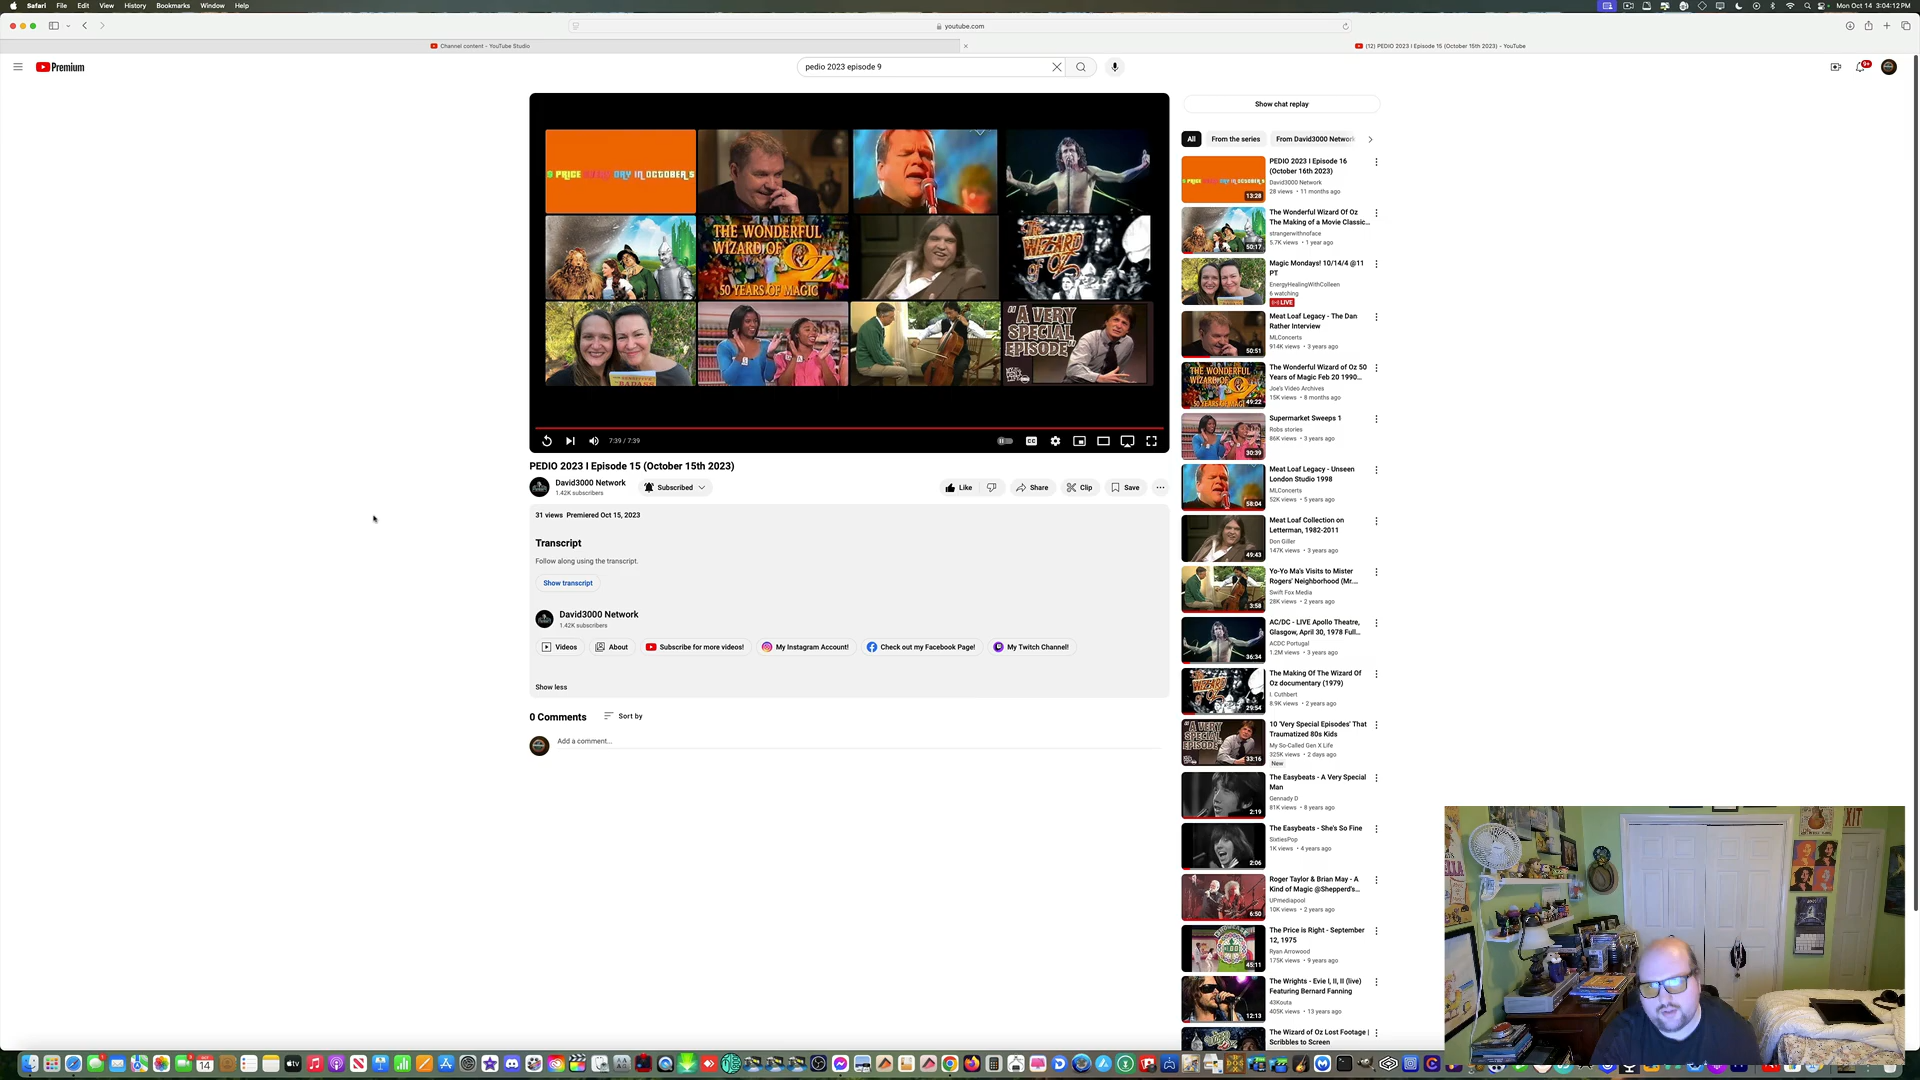 Safari File Edit View History Bookmarks Window Help
Mon Oct 14 3:04:12 PM
youtube.com
Channel content - YouTube Studio
(12) PEDIO 2023 I Episode 15 (October 15th 2023) - YouTube
Premium
pedio 2023 episode 9
9+
9 PRICE EVERY DAY IN OCTOBER S
THE WONDERFUL
WIZARD OF OZ
50 YEARS OF MAGIC
The
WIZARD
OF OZ
"A VERY
SPECIAL
EPISODE"
7:39 / 7:39
PEDIO 2023 I Episode 15 (October 15th 2023)
David3000 Network
1.42K subscribers
Subscribed
Like
Share
Clip
Save
31 views Premiered Oct 15, 2023
Transcript
Follow along using the transcript.
Show transcript
David3000 Network
1.42K subscribers
Videos
About
Subscribe for more videos!
My Instagram Account!
Check out my Facebook Page!
My Twitch Channel!
Show less
0 Comments
Sort by
Add a comment...
Show chat replay
All
From the series
From David3000 Network
PEDIO 2023 I Episode 16
(October 16th 2023)
David3000 Network
28 views • 11 months ago
13:28
The Wonderful Wizard Of Oz
The Making of a Movie Classic...
strangerwithnoface
5.7K views • 1 year ago
50:17
Magic Mondays! 10/14/4 @11
PT
EnergyHealingWithColleen
6 watching
LIVE
Meat Loaf Legacy - The Dan
Rather Interview
MLConcerts
914K views • 3 years ago
50:51
The Wonderful Wizard of Oz 50
Years of Magic Feb 20 1990...
Joe's Video Archives
15K views • 8 months ago
49:22
Supermarket Sweeps 1
Robs stories
86K views • 3 years ago
30:39
Meat Loaf Legacy - Unseen
London Studio 1998
MLConcerts
52K views • 5 years ago
58:04
Meat Loaf Collection on
Letterman, 1982-2011
Don Giller
147K views • 3 years ago
49:43
Yo-Yo Ma's Visits to Mister
Rogers' Neighborhood (Mr....
Swift Fox Media
28K views • 2 years ago
3:58
AC/DC - LIVE Apollo Theatre,
Glasgow, April 30, 1978 Full...
ACDC Portugal
1.2M views • 3 years ago
36:34
The Making Of The Wizard Of
Oz documentary (1979)
I. Cuthbert
8.9K views • 2 years ago
29:54
10 'Very Special Episodes' That
Traumatized 80s Kids
My So-Called Gen X Life
325K views • 2 days ago
New
33:16
The Easybeats - A Very Special
Man
Gennady D
81K views • 8 years ago
2:19
The Easybeats - She's So Fine
SixtiesPop
1K views • 4 years ago
2:06
Roger Taylor & Brian May - A
Kind of Magic @Shepperd's...
UPmediapool
10K views • 2 years ago
6:50
The Price is Right - September
12, 1975
Ryan Arrowood
175K views • 9 years ago
45:11
The Wrights - Evie I, II, II (live)
Featuring Bernard Fanning
43Kouta
405K views • 13 years ago
12:13
The Wizard of Oz Lost Footage |
Scribbles to Screen
EXIT